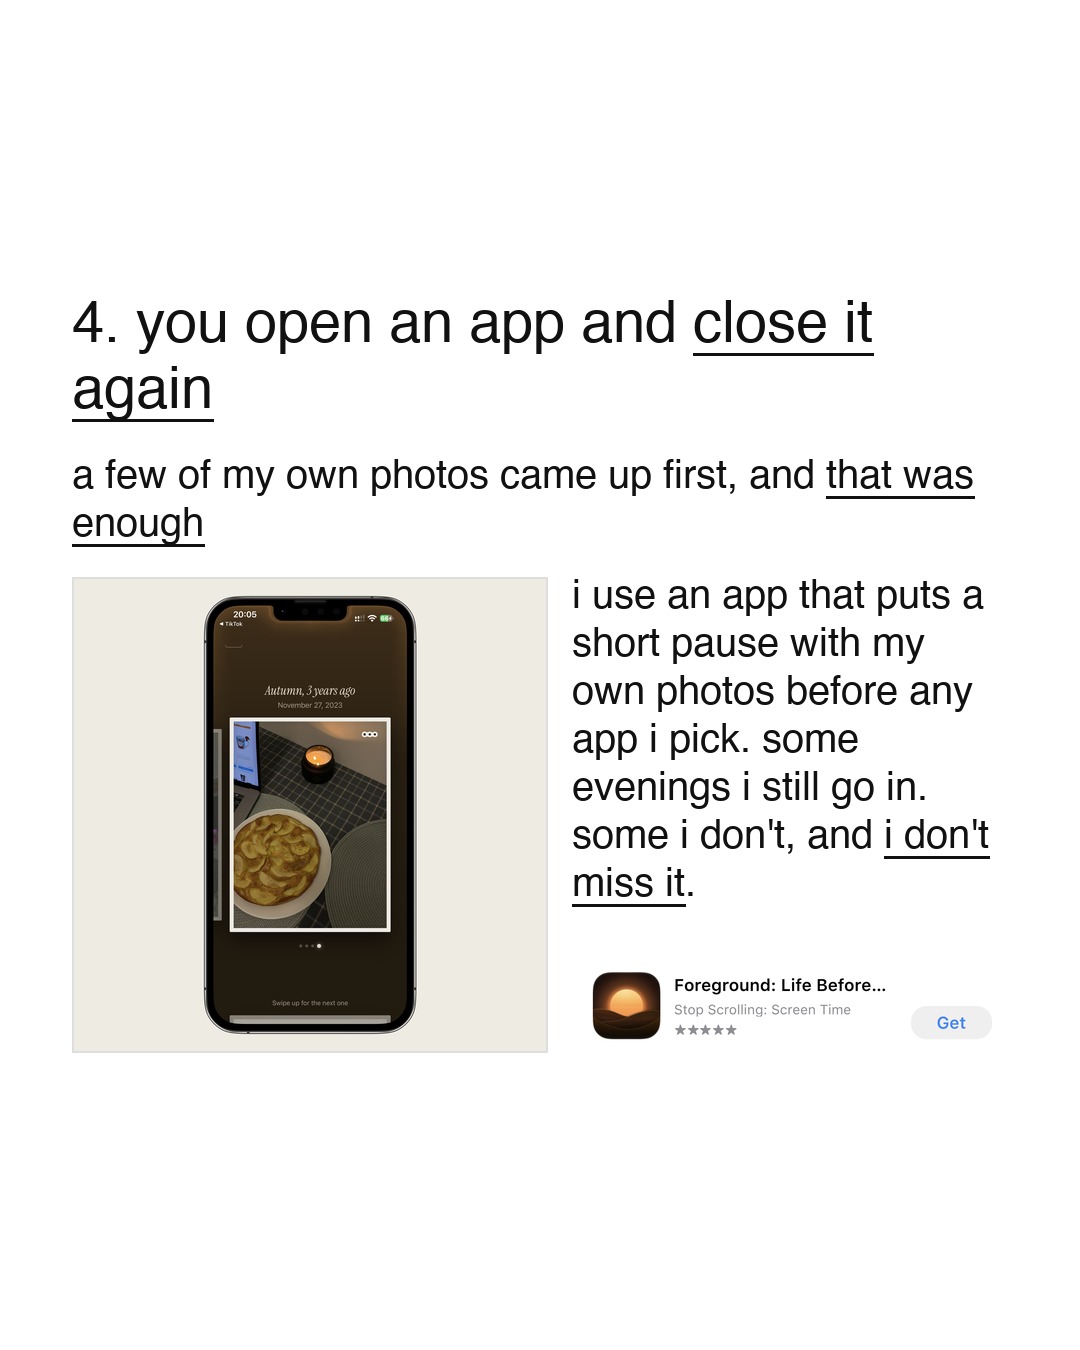 4. you open an app and close it
again
a few of my own photos came up first, and that was
enough
20:05
◀ TikTok
66
Autumn, 3 years ago
November 27, 2023
Swipe up for the next one
i use an app that puts a
short pause with my
own photos before any
app i pick. some
evenings i still go in.
some i don't, and i don't
miss it.
Foreground: Life Before...
Stop Scrolling: Screen Time
★★★★★
Get